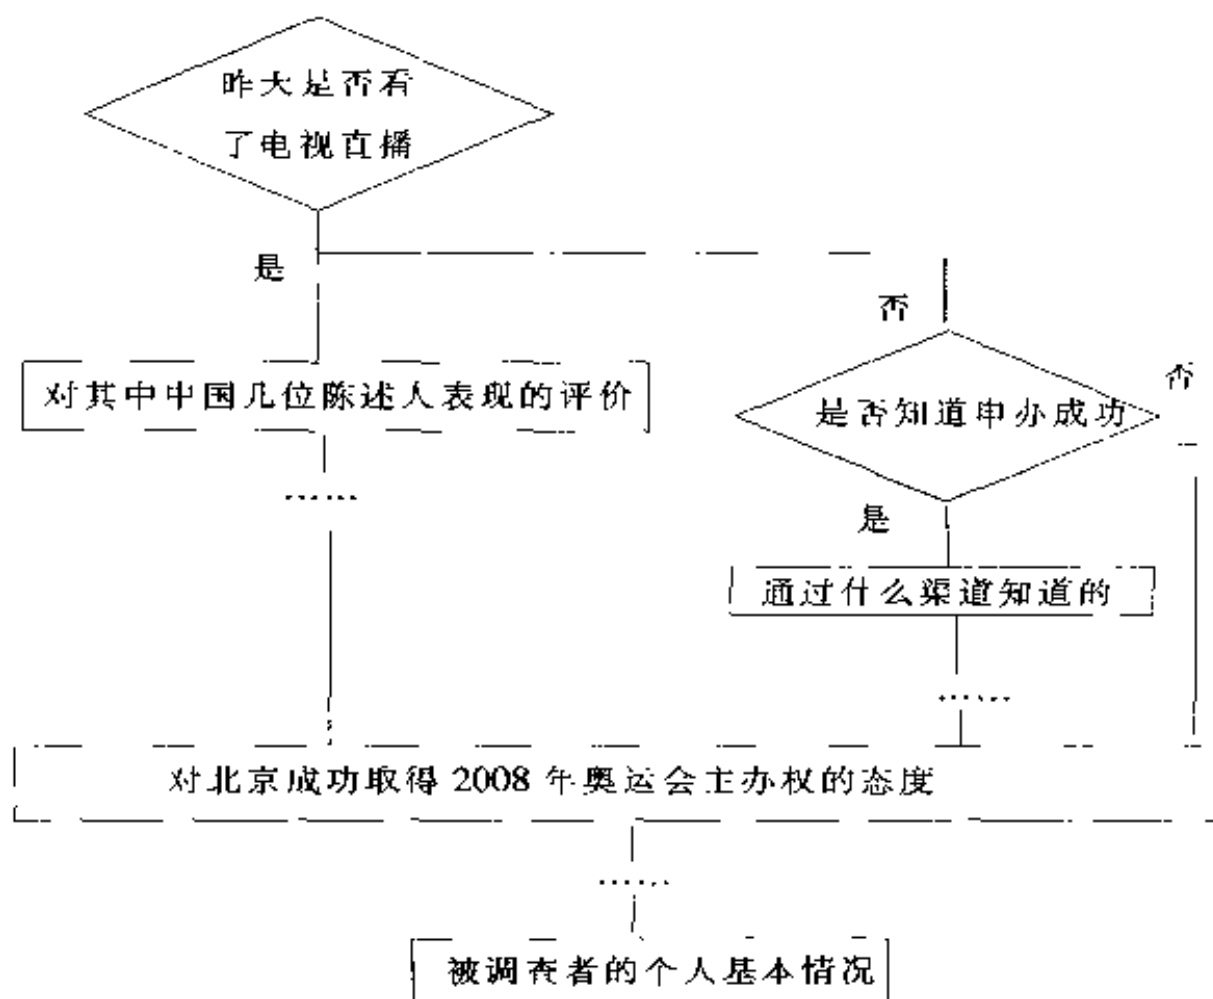 昨天是否看
了电视直播
是
否
否
对其中中国几位陈述人表现的评价
是否知道申办成功
……
是
通过什么渠道知道的
……
对北京成功取得 2008 年奥运会主办权的态度
……
被调查者的个人基本情况